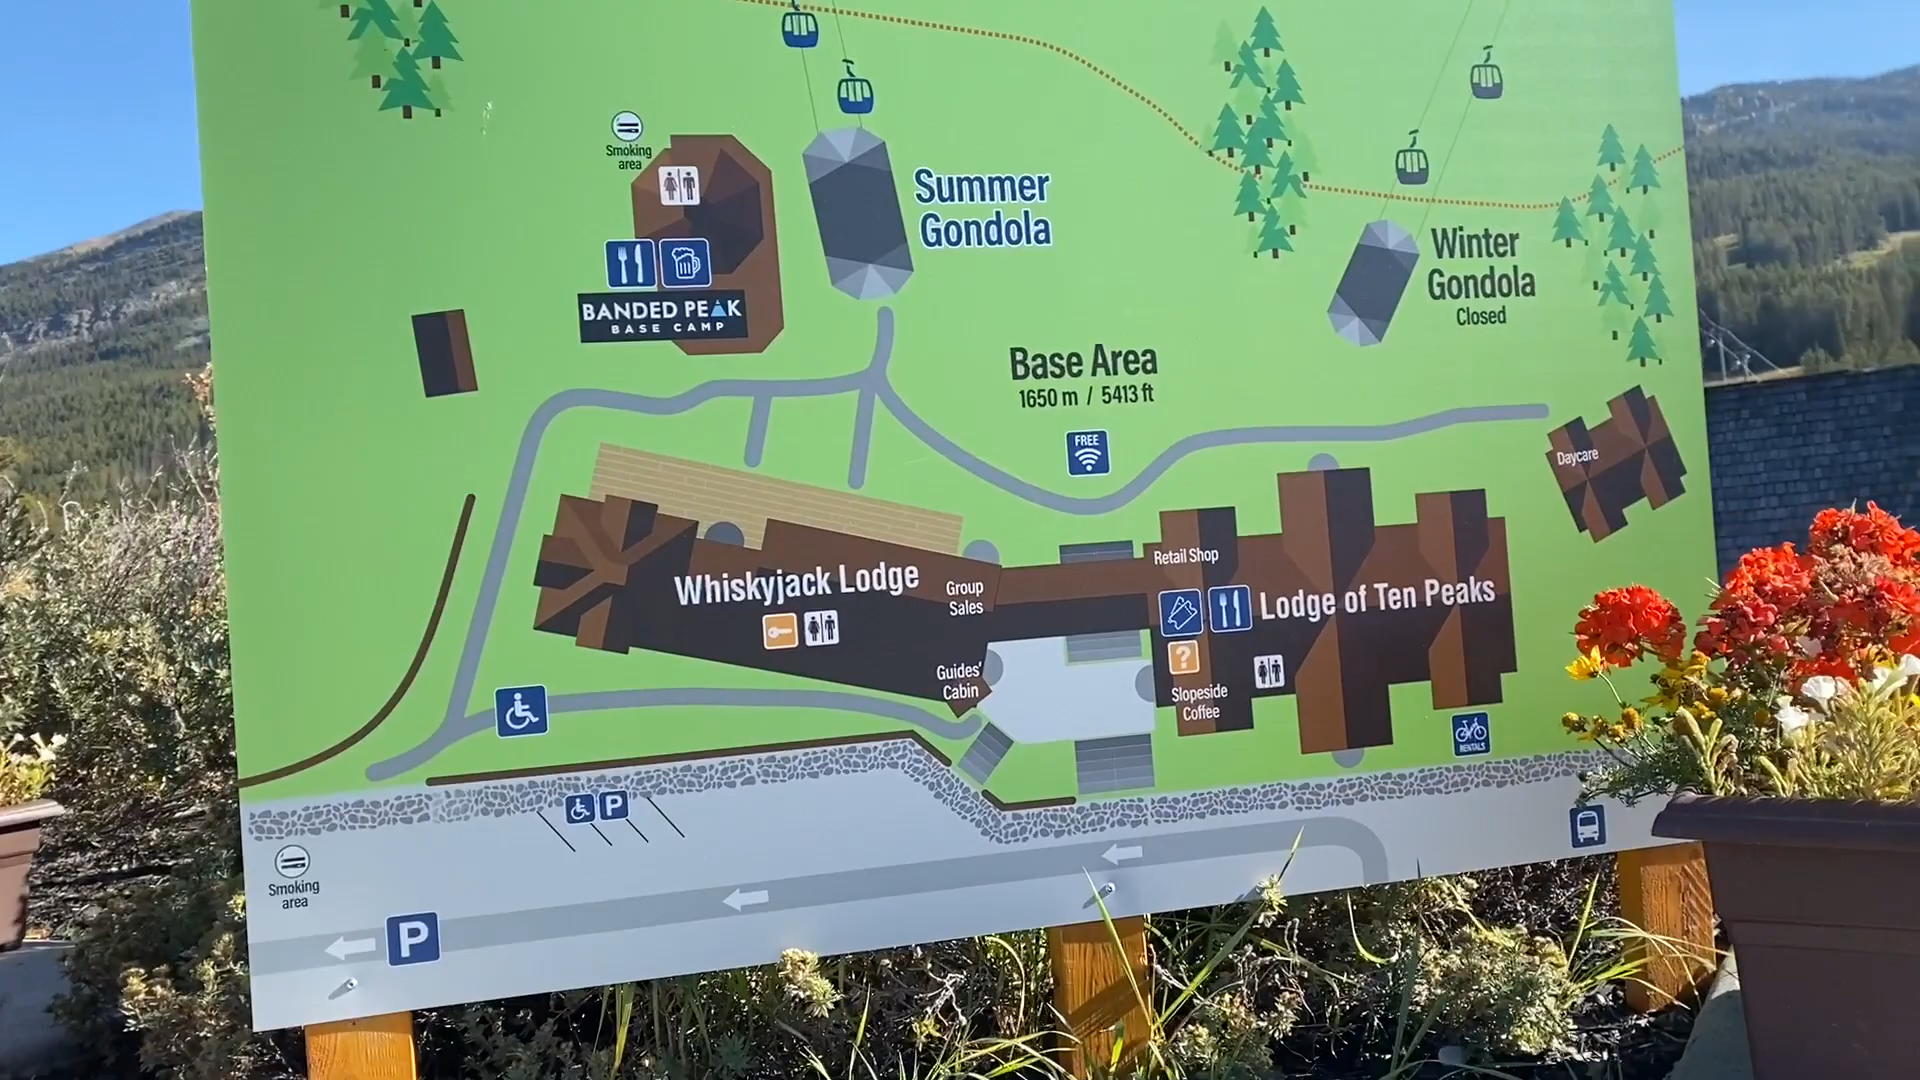 Smoking
area
Summer
Gondola
Winter
Gondola
Closed
BANDED PEAK
BASE CAMP
Base Area
1650 m / 5413 ft
FREE
Daycare
Retail Shop
Whiskyjack Lodge
Group
Sales
Lodge of Ten Peaks
?
Guides'
Cabin
Slopeside
Coffee
RENTALS
P
Smoking
area
P